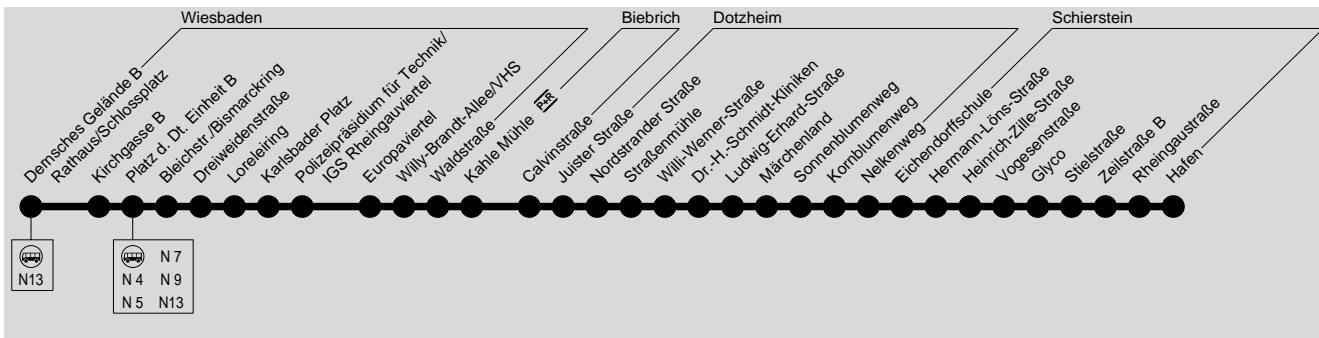 Wiesbaden
Biebrich
Dotzheim
Schierstein
Dernsches Gelände B
Rathaus/Schlossplatz
Kirchgasse B
Platz d. Dt. Einheit B
Bleichstr./Bismarckring
Dreiweidenstraße
Loreleiring
Karlsbader Platz
Polizeipräsidium für Technik/
IGS Rheingauviertel
Europaviertel
Willy-Brandt-Allee/VHS
Waldstraße
Kahle Mühle P+R
Calvinstraße
Juister Straße
Nordstrander Straße
Straßenmühle
Willi-Werner-Straße
Dr.-H.-Schmidt-Kliniken
Ludwig-Erhard-Straße
Märchenland
Sonnenblumenweg
Kornblumenweg
Nelkenweg
Eichendorffschule
Hermann-Löns-Straße
Heinrich-Zille-Straße
Vogesenstraße
Glyco
Stielstraße
Zeilstraße B
Rheingaustraße
Hafen
N13
N 7
N 4 N 9
N 5 N13